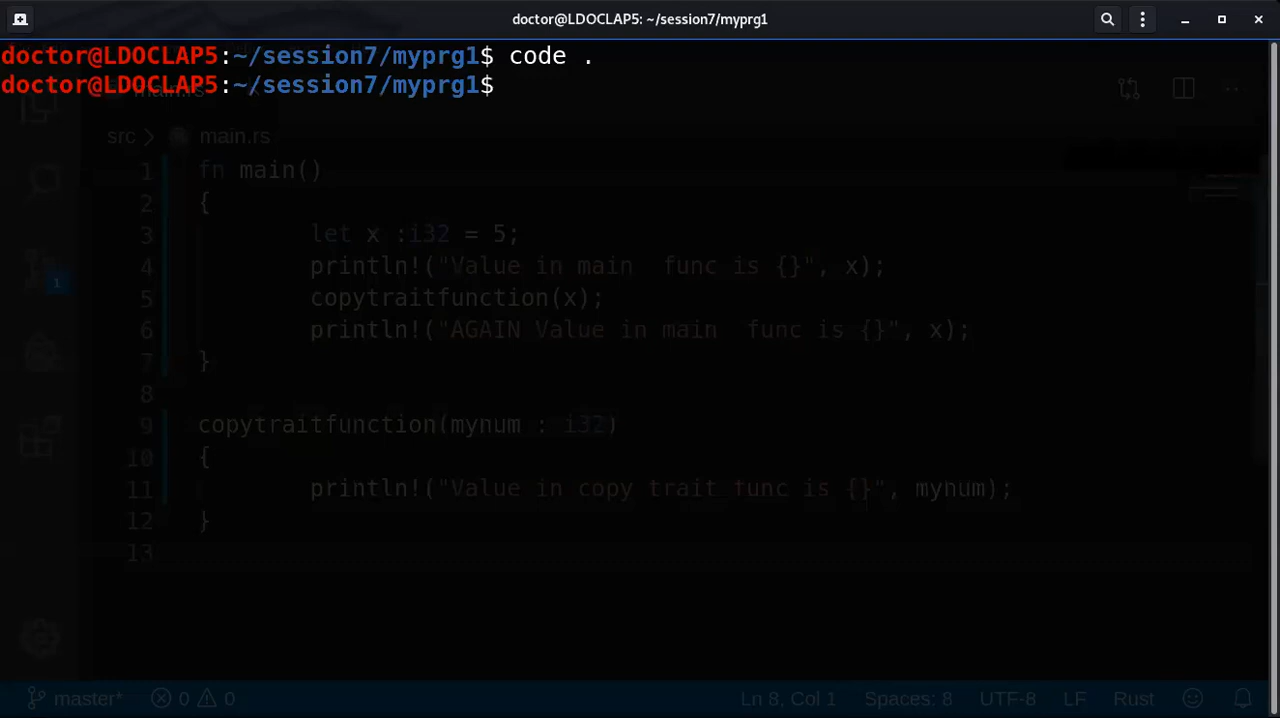 doctor@LDOCLAP5: ~/session7/myprg1
doctor@LDOCLAP5:~/session7/myprg1$ code .
doctor@LDOCLAP5:~/session7/myprg1$
main.rs
src > main.rs
1 fn main()
2 {
3 let x :i32 = 5;
4 println!("Value in main  func is {}", x);
5 copytraitfunction(x);
6 println!("AGAIN Value in main  func is {}", x);
7 }
8
9 copytraitfunction(mynum : i32)
10 {
11 println!("Value in copy trait func is {}", mynum);
12 }
13
1
master* 0 0 Ln 8, Col 1 Spaces: 8 UTF-8 LF Rust